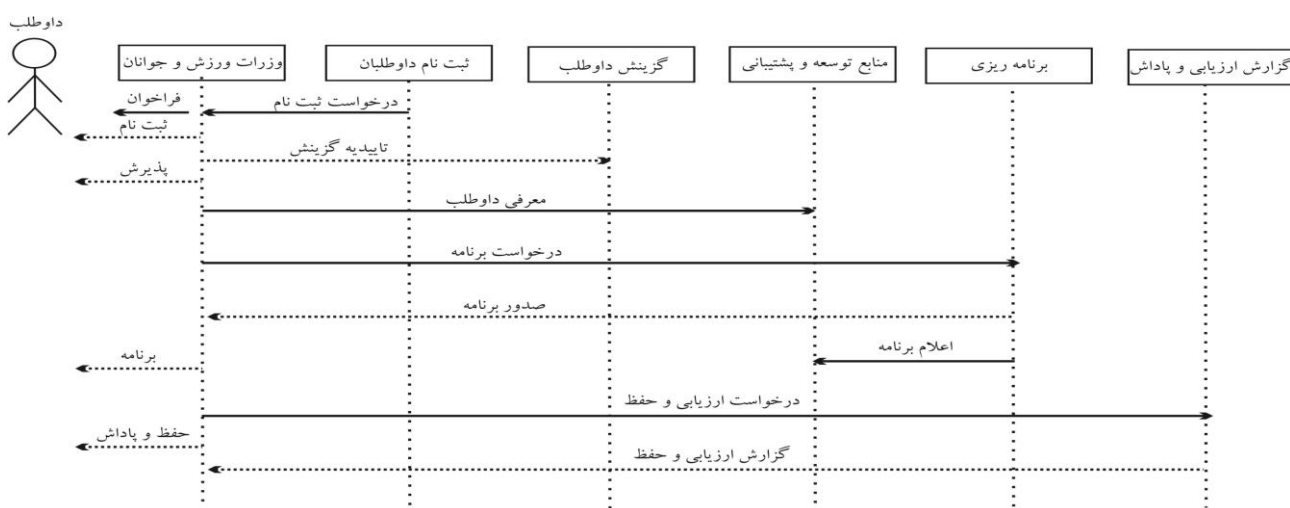 داوطلب
وزرات ورزش و جوانان
ثبت نام داوطلبان
گزینش داوطلب
منابع توسعه و پشتیبانی
برنامه ریزی
گزارش ارزیابی و پاداش
فراخوان
درخواست ثبت نام
ثبت نام
تاییدیه گزینش
پذیرش
معرفی داوطلب
درخواست برنامه
صدور برنامه
اعلام برنامه
برنامه
درخواست ارزیابی و حفظ
حفظ و پاداش
گزارش ارزیابی و حفظ